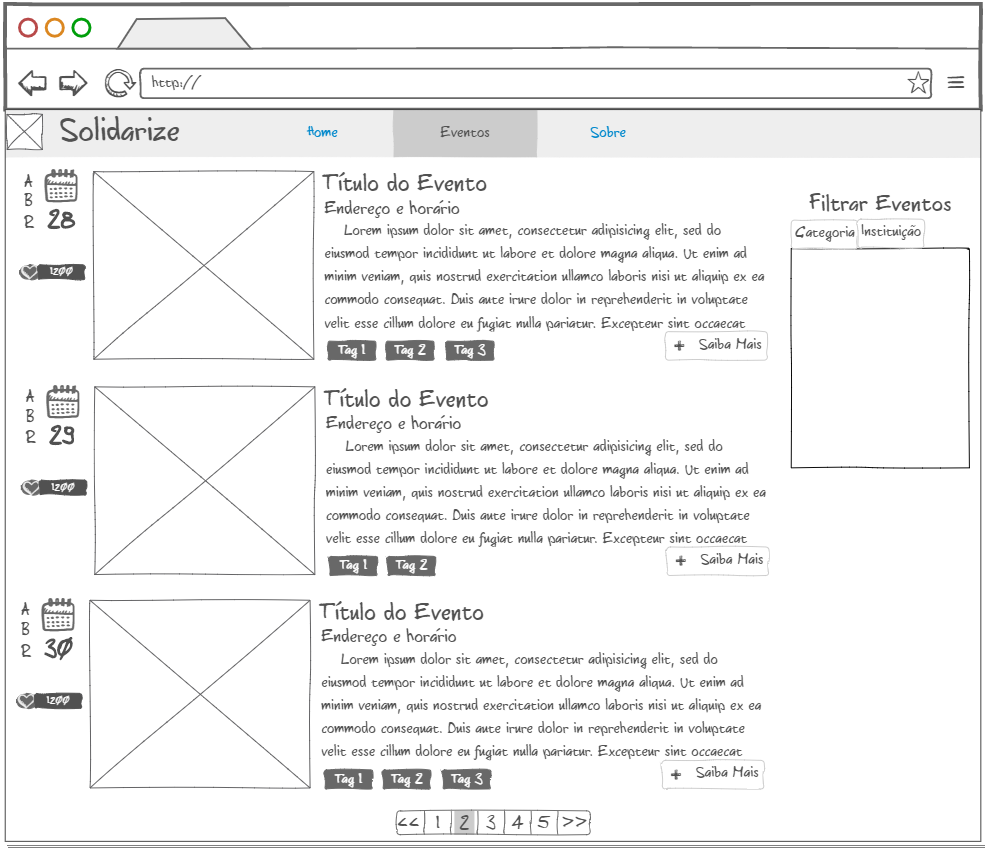 http://
Solidarize
Home
Eventos
Sobre
A
B
R
28
1200
Título do Evento
Endereço e horário
Lorem ipsum dolor sit amet, consectetur adipisicing elit, sed do
eiusmod tempor incididunt ut labore et dolore magna aliqua. Ut enim ad
minim veniam, quis nostrud exercitation ullamco laboris nisi ut aliquip ex ea
commodo consequat. Duis aute irure dolor in reprehenderit in voluptate
velit esse cillum dolore eu fugiat nulla pariatur. Excepteur sint occaecat
Tag 1 Tag 2 Tag 3
+ Saiba Mais
Filtrar Eventos
Categoria Instituição
A
B
R
29
1200
Título do Evento
Endereço e horário
Lorem ipsum dolor sit amet, consectetur adipisicing elit, sed do
eiusmod tempor incididunt ut labore et dolore magna aliqua. Ut enim ad
minim veniam, quis nostrud exercitation ullamco laboris nisi ut aliquip ex ea
commodo consequat. Duis aute irure dolor in reprehenderit in voluptate
velit esse cillum dolore eu fugiat nulla pariatur. Excepteur sint occaecat
Tag 1 Tag 2
+ Saiba Mais
A
B
R
30
1200
Título do Evento
Endereço e horário
Lorem ipsum dolor sit amet, consectetur adipisicing elit, sed do
eiusmod tempor incididunt ut labore et dolore magna aliqua. Ut enim ad
minim veniam, quis nostrud exercitation ullamco laboris nisi ut aliquip ex ea
commodo consequat. Duis aute irure dolor in reprehenderit in voluptate
velit esse cillum dolore eu fugiat nulla pariatur. Excepteur sint occaecat
Tag 1 Tag 2 Tag 3
+ Saiba Mais
<< 1 2 3 4 5 >>